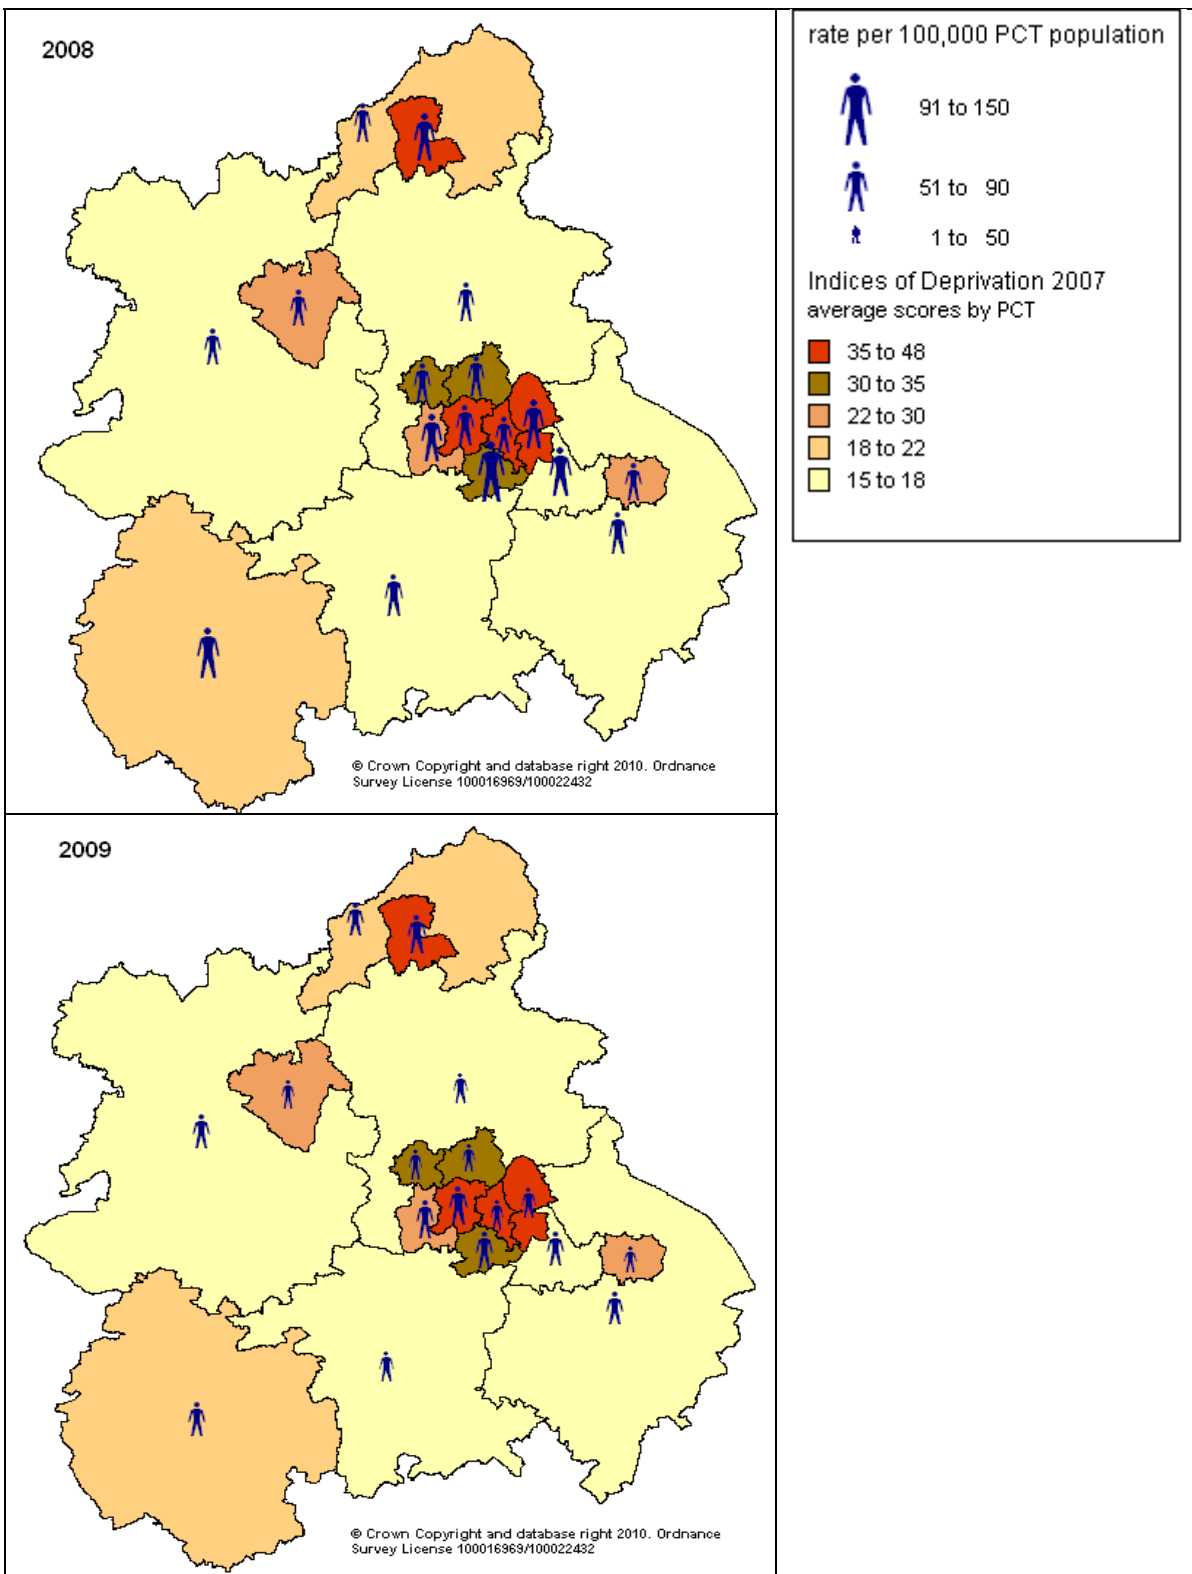 2008
© Crown Copyright and database right 2010. Ordnance
Survey License 100016969/100022432
rate per 100,000 PCT population
91 to 150
51 to 90
1 to 50
Indices of Deprivation 2007
average scores by PCT
35 to 48
30 to 35
22 to 30
18 to 22
15 to 18
2009
© Crown Copyright and database right 2010. Ordnance
Survey License 100016969/100022432